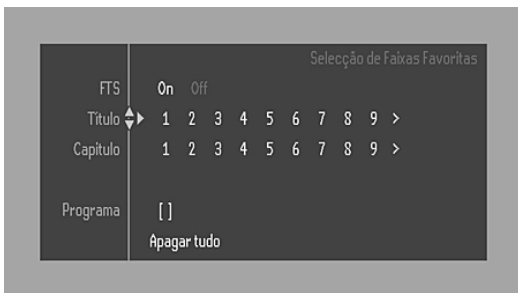 Selecção de Faixas Favoritas
FTS On Off
Título 1 2 3 4 5 6 7 8 9 >
Capítulo 1 2 3 4 5 6 7 8 9 >
Programa [ ]
Apagar tudo